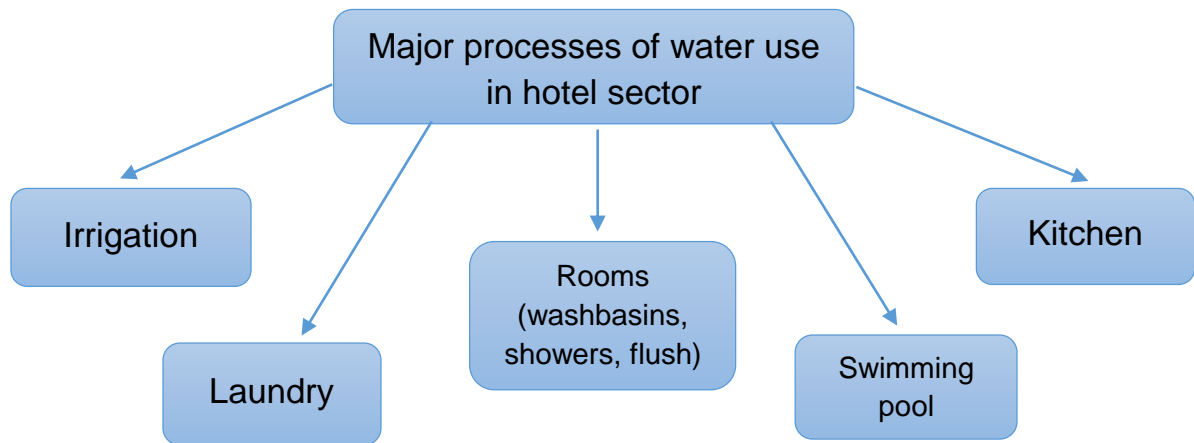 Major processes of water use
in hotel sector
Irrigation
Kitchen
Rooms
(washbasins,
showers, flush)
Laundry
Swimming
pool